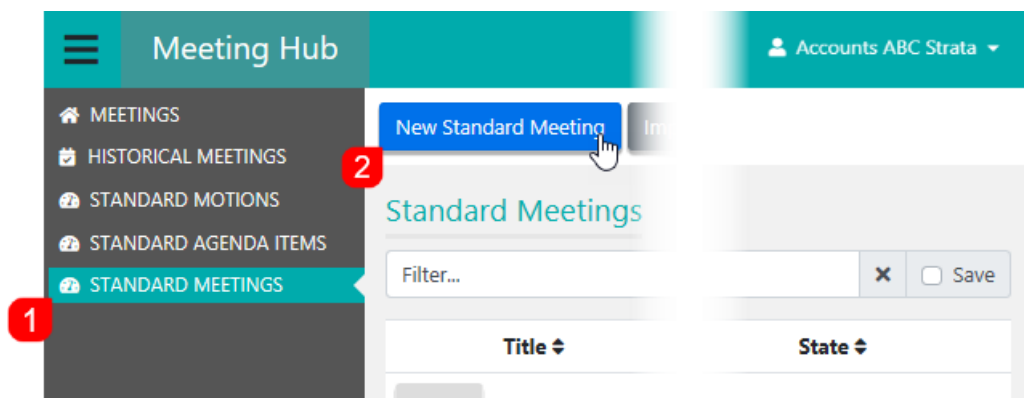 Meeting Hub
Accounts ABC Strata
MEETINGS
New Standard Meeting
HISTORICAL MEETINGS
2
STANDARD MOTIONS
Standard Meetings
STANDARD AGENDA ITEMS
Filter...
Save
STANDARD MEETINGS
1
Title
State